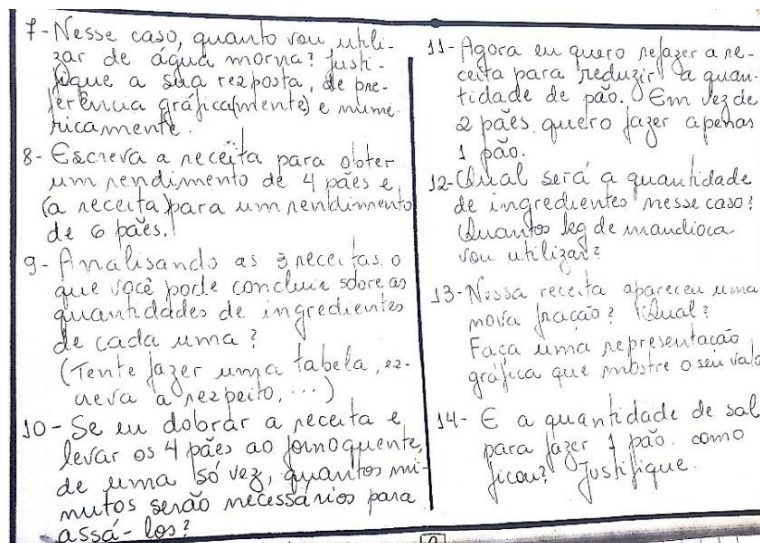 7- Nesse caso, quanto vou utili-
zar de água morna? Justi-
fique a sua resposta, de pre-
ferência gráfica(mente) e nume-
ricamente.
8- Escreva a receita para obter
um rendimento de 4 pães e
(a receita) para um rendimento
de 6 pães.
9- Analisando as 3 receitas, o
que você pode concluir sobre as
quantidades de ingredientes
de cada uma?
(Tente fazer uma tabela, es-
creva a respeito, ...)
10- Se eu dobrar a receita e
levar os 4 pães ao forno quente,
de uma só vez, quantos mi-
nutos serão necessários para
assá-los?
11- Agora eu quero refazer a re-
ceita para reduzir a quan-
tidade de pão. Em vez de
2 pães, quero fazer apenas
1 pão.
12- Qual será a quantidade
de ingredientes nesse caso?
Quantos kg de mandioca
vou utilizar?
13- Nessa receita apareceu uma
nova fração? Qual?
Faça uma representação
gráfica que mostre o seu valo
14- E a quantidade de sal
para fazer 1 pão. como
ficou? Justifique.